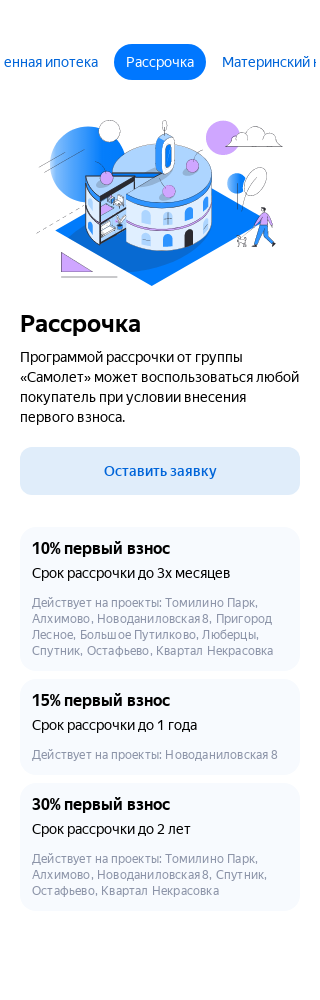 енная ипотека
Рассрочка
Материнский к
Рассрочка
Программой рассрочки от группы
«Самолет» может воспользоваться любой
покупатель при условии внесения
первого взноса.
Оставить заявку
10% первый взнос
Срок рассрочки до 3х месяцев
Действует на проекты: Томилино Парк,
Алхимово, Новоданиловская 8, Пригород
Лесное, Большое Путилково, Люберцы,
Спутник, Остафьево, Квартал Некрасовка
15% первый взнос
Срок рассрочки до 1 года
Действует на проекты: Новоданиловская 8
30% первый взнос
Срок рассрочки до 2 лет
Действует на проекты: Томилино Парк,
Алхимово, Новоданиловская 8, Спутник,
Остафьево, Квартал Некрасовка